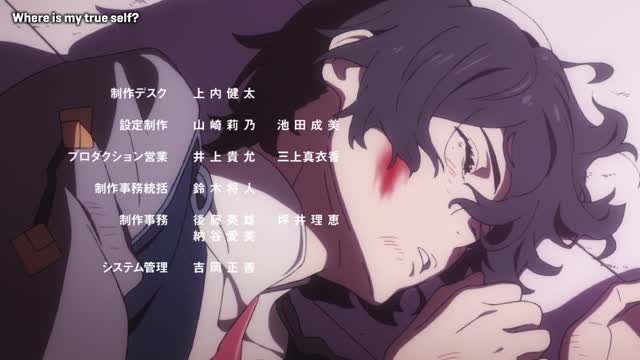 Where is my true self?
制作デスク 上内健太
設定制作 山崎莉乃 池田成美
プロダクション営業 井上貴允 三上真衣香
制作事務統括 鈴木将人
制作事務 後藤英雄 坪井理恵
納谷愛美
システム管理 吉岡正善